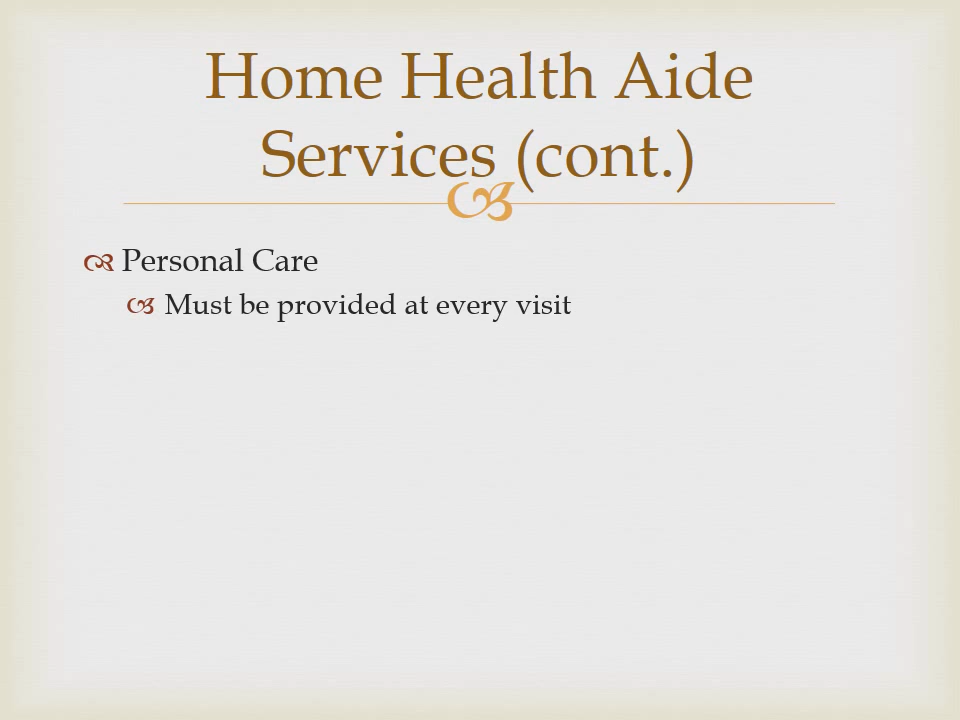 Home Health Aide
Services (cont.)
Personal Care
Must be provided at every visit